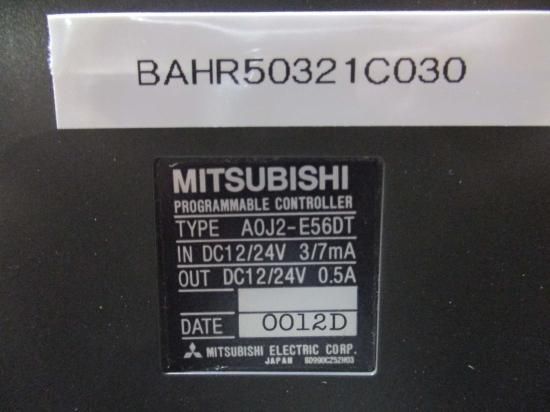 BAHR50321C030
MITSUBISHI
PROGRAMMABLE CONTROLLER
TYPE A0J2-E56DT
IN DC12/24V 3/7mA
OUT DC12/24V 0.5A
DATE 0012D
MITSUBISHI ELECTRIC CORP.
JAPAN BD990C252H03